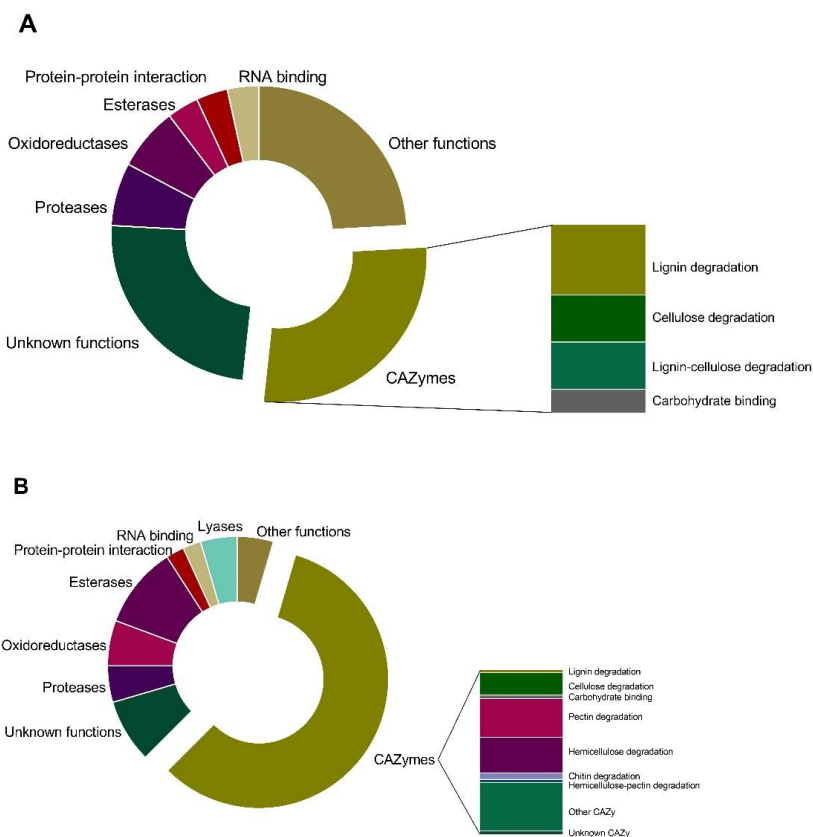 A
Protein-protein interaction
RNA binding
Esterases
Oxidoreductases
Other functions
Proteases
Unknown functions
CAZymes
Lignin degradation
Cellulose degradation
Lignin-cellulose degradation
Carbohydrate binding
B
Lyases
Other functions
RNA binding
Protein-protein interaction
Esterases
Oxidoreductases
Proteases
Unknown functions
CAZymes
Lignin degradation
Cellulose degradation
Carbohydrate binding
Pectin degradation
Hemicellulose degradation
Chitin degradation
Hemicellulose-pectin degradation
Other CAZy
Unknown CAZy